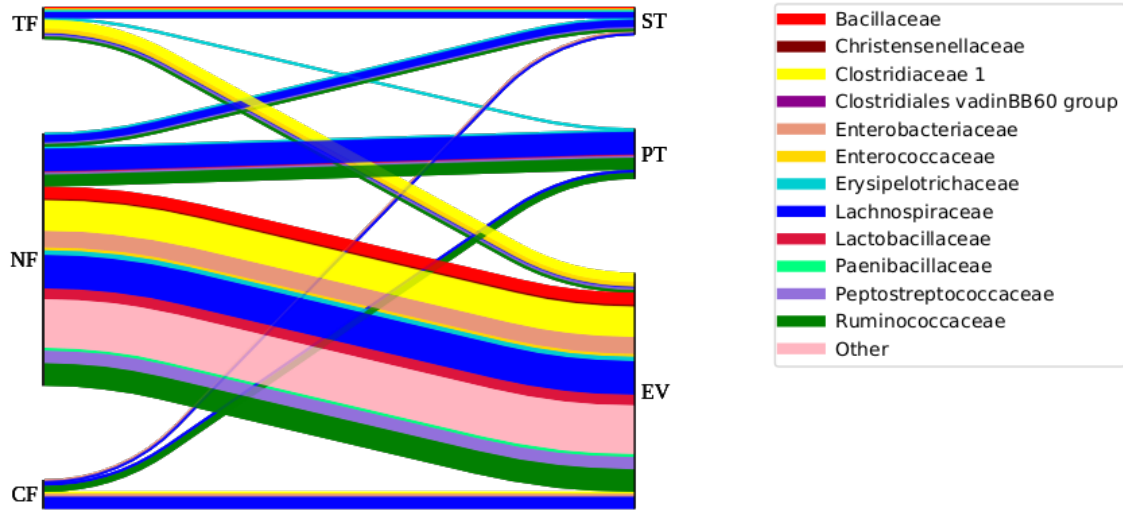 TF
NF
CF
ST
PT
EV
Bacillaceae
Christensenellaceae
Clostridiaceae 1
Clostridiales vadinBB60 group
Enterobacteriaceae
Enterococcaceae
Erysipelotrichaceae
Lachnospiraceae
Lactobacillaceae
Paenibacillaceae
Peptostreptococcaceae
Ruminococcaceae
Other